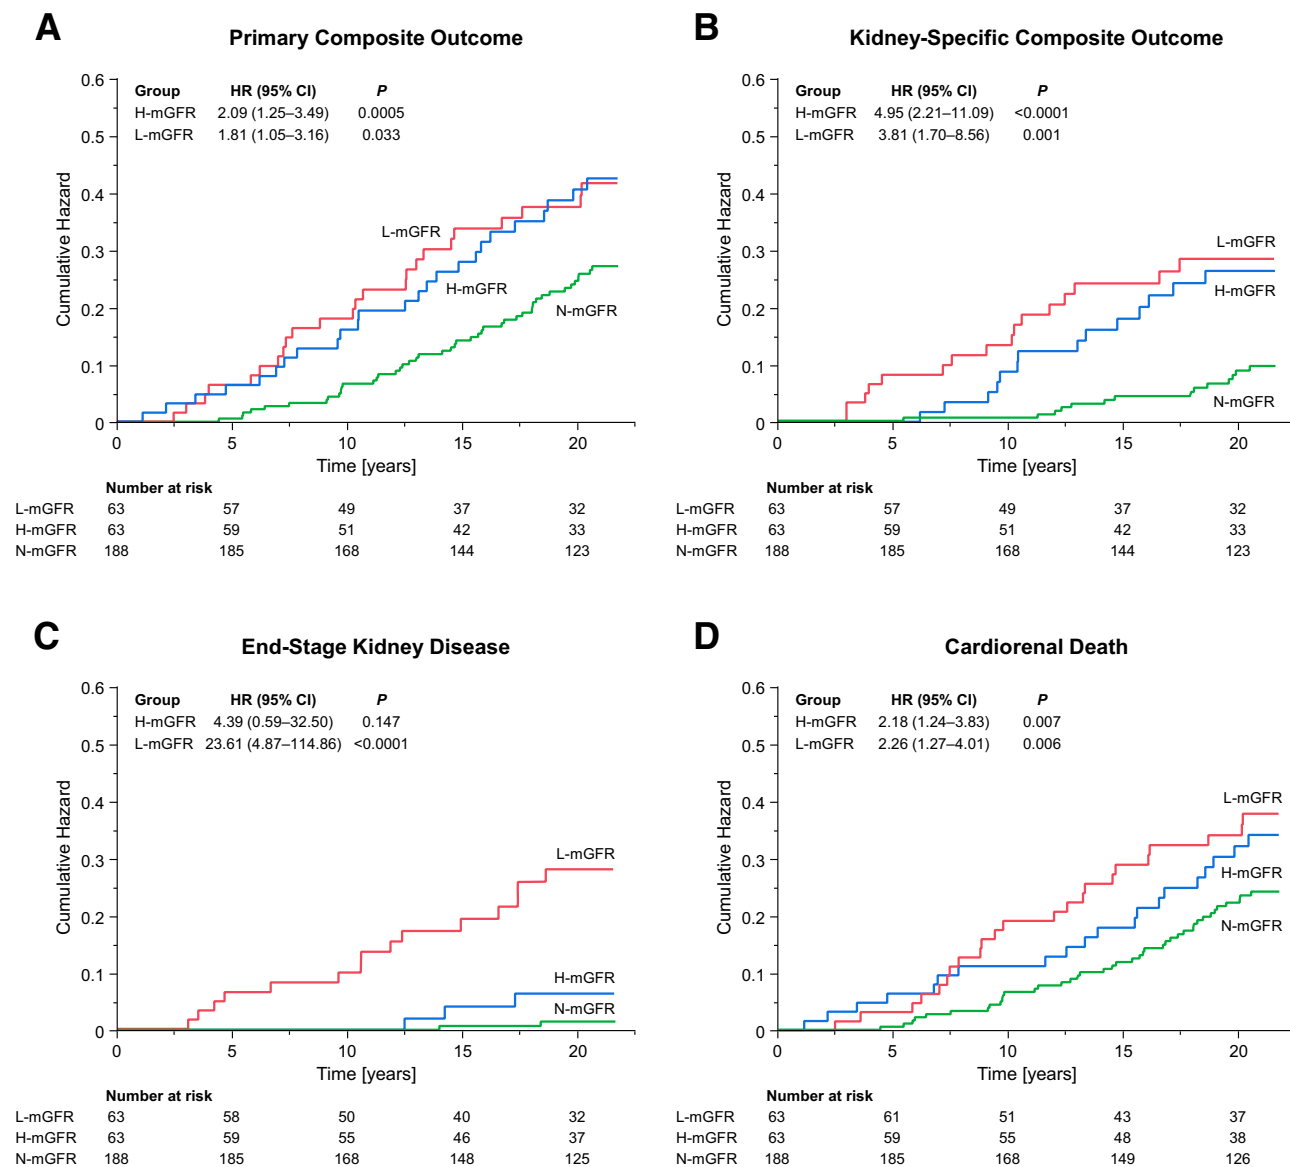 A
Primary Composite Outcome
Group HR (95% CI) P
H-mGFR 2.09 (1.25–3.49) 0.0005
L-mGFR 1.81 (1.05–3.16) 0.033
Cumulative Hazard
0.6
0.5
0.4
0.3
0.2
0.1
0
L-mGFR
H-mGFR
N-mGFR
0 5 10 15 20
Time [years]
Number at risk
L-mGFR 63 57 49 37 32
H-mGFR 63 59 51 42 33
N-mGFR 188 185 168 144 123
B
Kidney-Specific Composite Outcome
Group HR (95% CI) P
H-mGFR 4.95 (2.21–11.09) <0.0001
L-mGFR 3.81 (1.70–8.56) 0.001
Cumulative Hazard
0.6
0.5
0.4
0.3
0.2
0.1
0
L-mGFR
H-mGFR
N-mGFR
0 5 10 15 20
Time [years]
Number at risk
L-mGFR 63 57 49 37 32
H-mGFR 63 59 51 42 33
N-mGFR 188 185 168 144 123
C
End-Stage Kidney Disease
Group HR (95% CI) P
H-mGFR 4.39 (0.59–32.50) 0.147
L-mGFR 23.61 (4.87–114.86) <0.0001
Cumulative Hazard
0.6
0.5
0.4
0.3
0.2
0.1
0
L-mGFR
H-mGFR
N-mGFR
0 5 10 15 20
Time [years]
Number at risk
L-mGFR 63 58 50 40 32
H-mGFR 63 59 55 46 37
N-mGFR 188 185 168 148 125
D
Cardiorenal Death
Group HR (95% CI) P
H-mGFR 2.18 (1.24–3.83) 0.007
L-mGFR 2.26 (1.27–4.01) 0.006
Cumulative Hazard
0.6
0.5
0.4
0.3
0.2
0.1
0
L-mGFR
H-mGFR
N-mGFR
0 5 10 15 20
Time [years]
Number at risk
L-mGFR 63 61 51 43 37
H-mGFR 63 59 55 48 38
N-mGFR 188 185 168 149 126